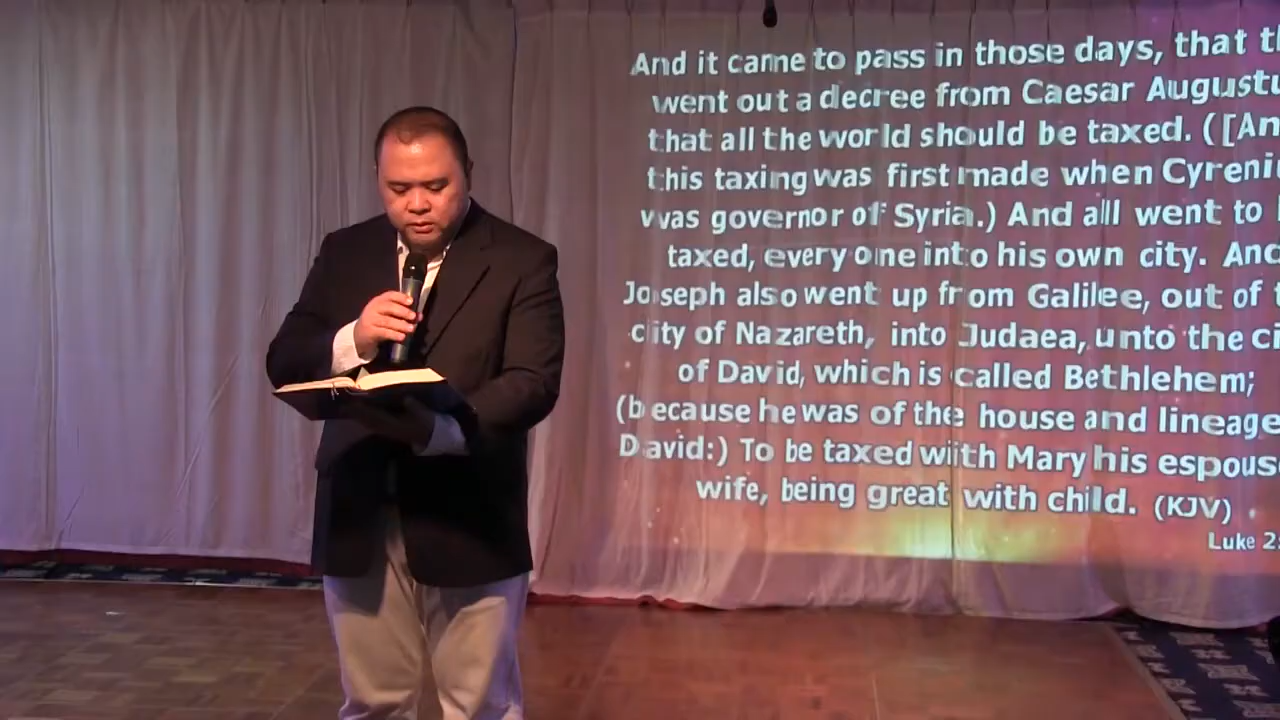 And it came to pass in those days, that
went out a decree from Caesar
that all the world should be taxed. ([
this taxing was first made when
was governor of Syria.) And all went to
taxed, every one into his own city.
Joseph also went up from Galilee, out of
city of Nazareth, into Judaea, unto the
of David, which is called Bethlehem;
(because he was of the house and lineage
David:) To be taxed with Mary his
wife, being great with child. (KJV)
Luke 2: